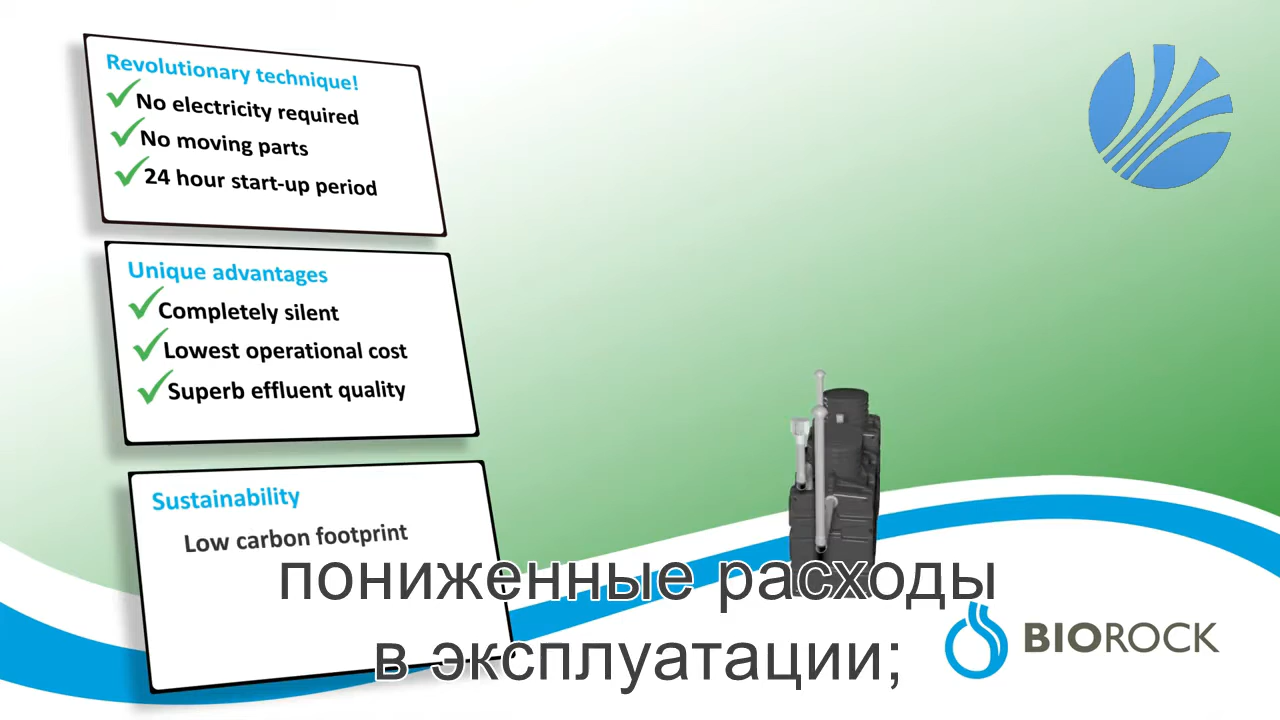 Revolutionary technique!
No electricity required
No moving parts
24 hour start-up period
Unique advantages
Completely silent
Lowest operational cost
Superb effluent quality
Sustainability
Low carbon footprint
пониженные расходы
в эксплуатации;
BIOROCK